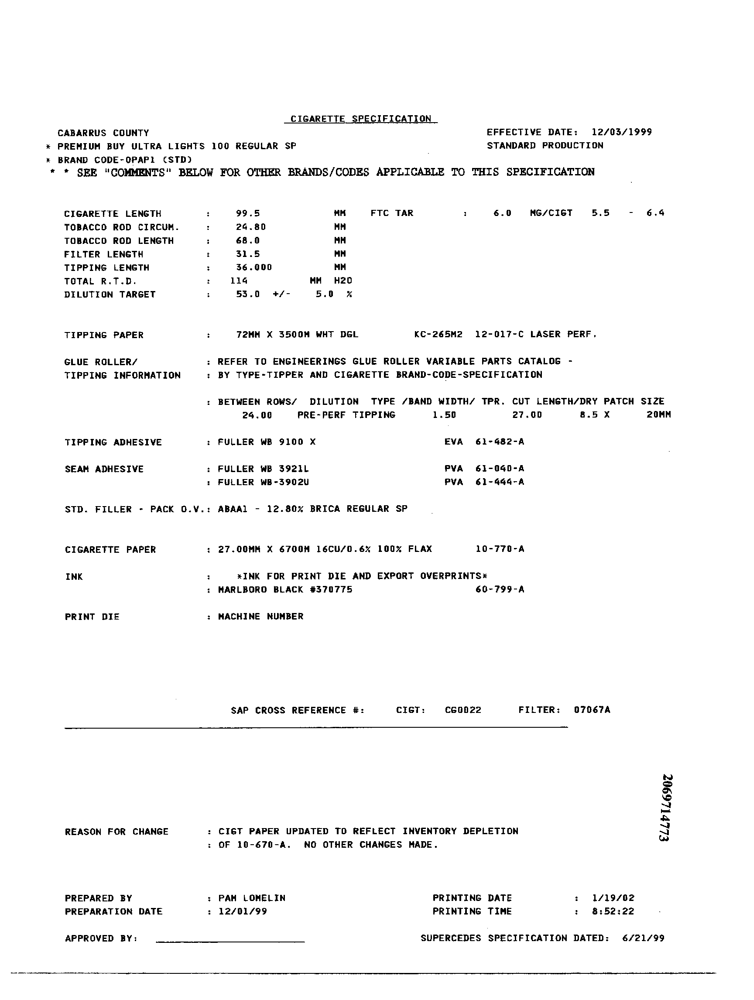 CIGARETTE SPECIFICATION
CABARRUS COUNTY EFFECTIVE DATE: 12/03/1999
* PREMIUM BUY ULTRA LIGHTS 100 REGULAR SP STANDARD PRODUCTION
* BRAND CODE-OPAP1 (STD)
* * SEE "COMMENTS" BELOW FOR OTHER BRANDS/CODES APPLICABLE TO THIS SPECIFICATION
CIGARETTE LENGTH : 99.5 MM FTC TAR : 6.0 MG/CIGT 5.5 - 6.4
TOBACCO ROD CIRCUM. : 24.80 MM
TOBACCO ROD LENGTH : 68.0 MM
FILTER LENGTH : 31.5 MM
TIPPING LENGTH : 36.000 MM
TOTAL R.T.D. : 114 MM H2O
DILUTION TARGET : 53.0 +/- 5.0 %
TIPPING PAPER : 72MM X 3500M WHT DGL KC-265M2 12-017-C LASER PERF.
GLUE ROLLER/ : REFER TO ENGINEERINGS GLUE ROLLER VARIABLE PARTS CATALOG -
TIPPING INFORMATION : BY TYPE-TIPPER AND CIGARETTE BRAND-CODE-SPECIFICATION
: BETWEEN ROWS/ DILUTION TYPE /BAND WIDTH/ TPR. CUT LENGTH/DRY PATCH SIZE
24.00 PRE-PERF TIPPING 1.50 27.00 8.5 X 20MM
TIPPING ADHESIVE : FULLER WB 9100 X EVA 61-482-A
SEAM ADHESIVE : FULLER WB 3921L PVA 61-040-A
: FULLER WB-3902U PVA 61-444-A
STD. FILLER - PACK O.V.: ABAA1 - 12.80% BRICA REGULAR SP
CIGARETTE PAPER : 27.00MM X 6700M 16CU/0.6% 100% FLAX 10-770-A
INK : *INK FOR PRINT DIE AND EXPORT OVERPRINTS*
: MARLBORO BLACK #370775 60-799-A
PRINT DIE : MACHINE NUMBER
SAP CROSS REFERENCE #: CIGT: CG0022 FILTER: 07067A
2069714773
REASON FOR CHANGE : CIGT PAPER UPDATED TO REFLECT INVENTORY DEPLETION
: OF 10-670-A. NO OTHER CHANGES MADE.
PREPARED BY : PAM LOMELIN PRINTING DATE : 1/19/02
PREPARATION DATE : 12/01/99 PRINTING TIME : 8:52:22
APPROVED BY: SUPERCEDES SPECIFICATION DATED: 6/21/99